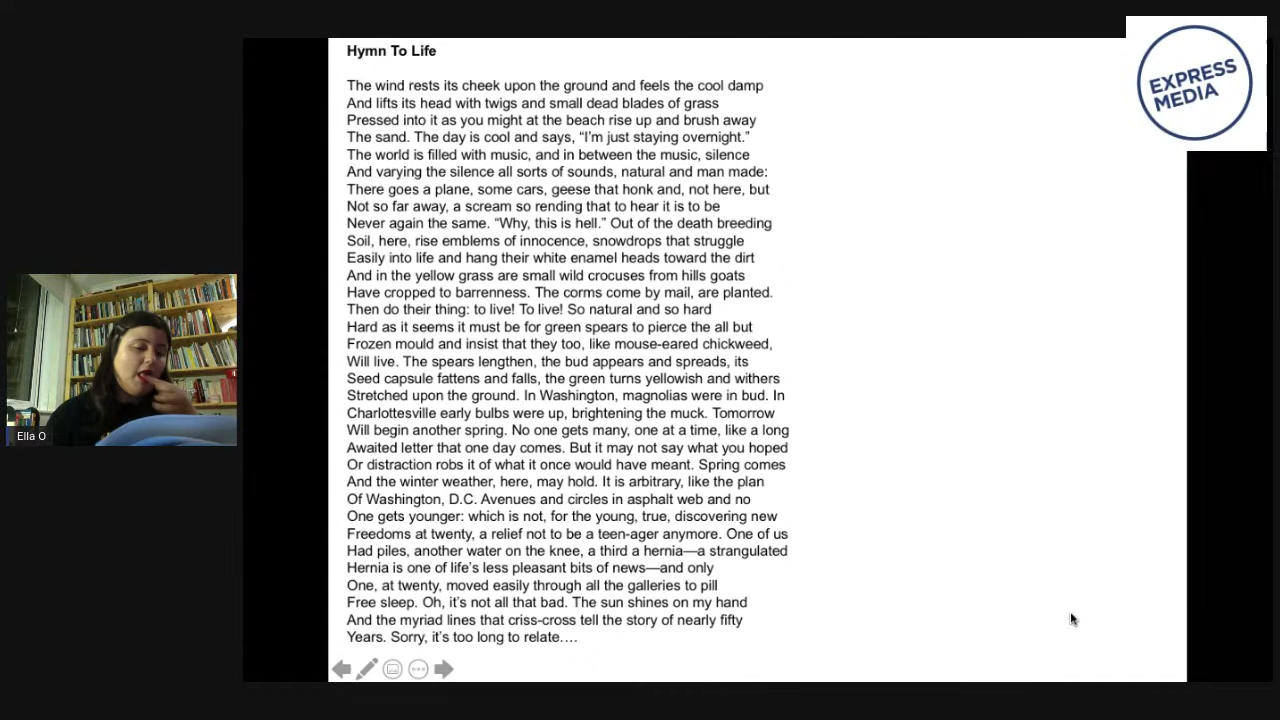 Hymn To Life
The wind rests its cheek upon the ground and feels the cool damp
And lifts its head with twigs and small dead blades of grass
Pressed into it as you might at the beach rise up and brush away
The sand. The day is cool and says, “I’m just staying overnight.”
The world is filled with music, and in between the music, silence
And varying the silence all sorts of sounds, natural and man made:
There goes a plane, some cars, geese that honk and, not here, but
Not so far away, a scream so rending that to hear it is to be
Never again the same. “Why, this is hell.” Out of the death breeding
Soil, here, rise emblems of innocence, snowdrops that struggle
Easily into life and hang their white enamel heads toward the dirt
And in the yellow grass are small wild crocuses from hills goats
Have cropped to barrenness. The corms come by mail, are planted.
Then do their thing: to live! To live! So natural and so hard
Hard as it seems it must be for green spears to pierce the all but
Frozen mould and insist that they too, like mouse-eared chickweed,
Will live. The spears lengthen, the bud appears and spreads, its
Seed capsule fattens and falls, the green turns yellowish and withers
Stretched upon the ground. In Washington, magnolias were in bud. In
Charlottesville early bulbs were up, brightening the muck. Tomorrow
Will begin another spring. No one gets many, one at a time, like a long
Awaited letter that one day comes. But it may not say what you hoped
Or distraction robs it of what it once would have meant. Spring comes
And the winter weather, here, may hold. It is arbitrary, like the plan
Of Washington, D.C. Avenues and circles in asphalt web and no
One gets younger: which is not, for the young, true, discovering new
Freedoms at twenty, a relief not to be a teen-ager anymore. One of us
Had piles, another water on the knee, a third a hernia—a strangulated
Hernia is one of life’s less pleasant bits of news—and only
One, at twenty, moved easily through all the galleries to pill
Free sleep. Oh, it’s not all that bad. The sun shines on my hand
And the myriad lines that criss-cross tell the story of nearly fifty
Years. Sorry, it’s too long to relate….
EXPRESS
MEDIA
Ella O